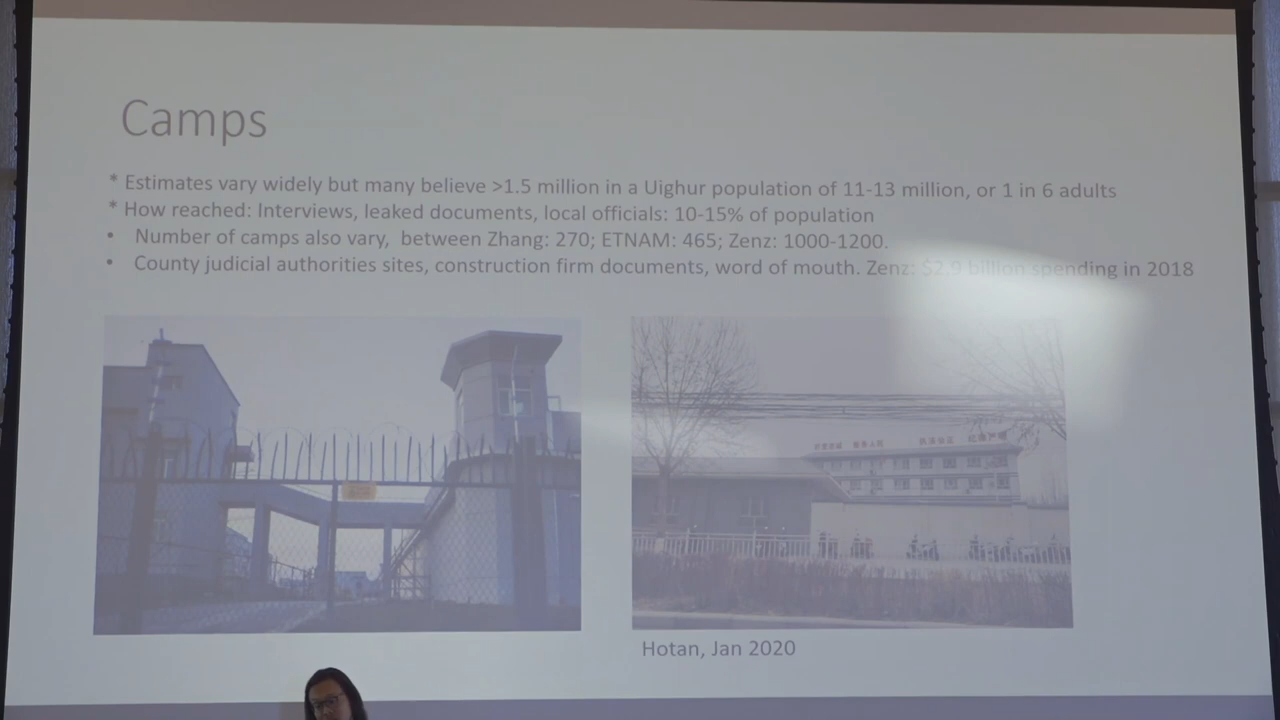 Camps
* Estimates vary widely but many believe >1.5 million in a Uighur population of 11-13 million, or 1 in 6 adults
* How reached: Interviews, leaked documents, local officials: 10-15% of population
• Number of camps also vary, between Zhang: 270; ETNAM: 465; Zenz: 1000-1200.
• County judicial authorities sites, construction firm documents, word of mouth. Zenz: $2.9 billion spending in 2018
Hotan, Jan 2020